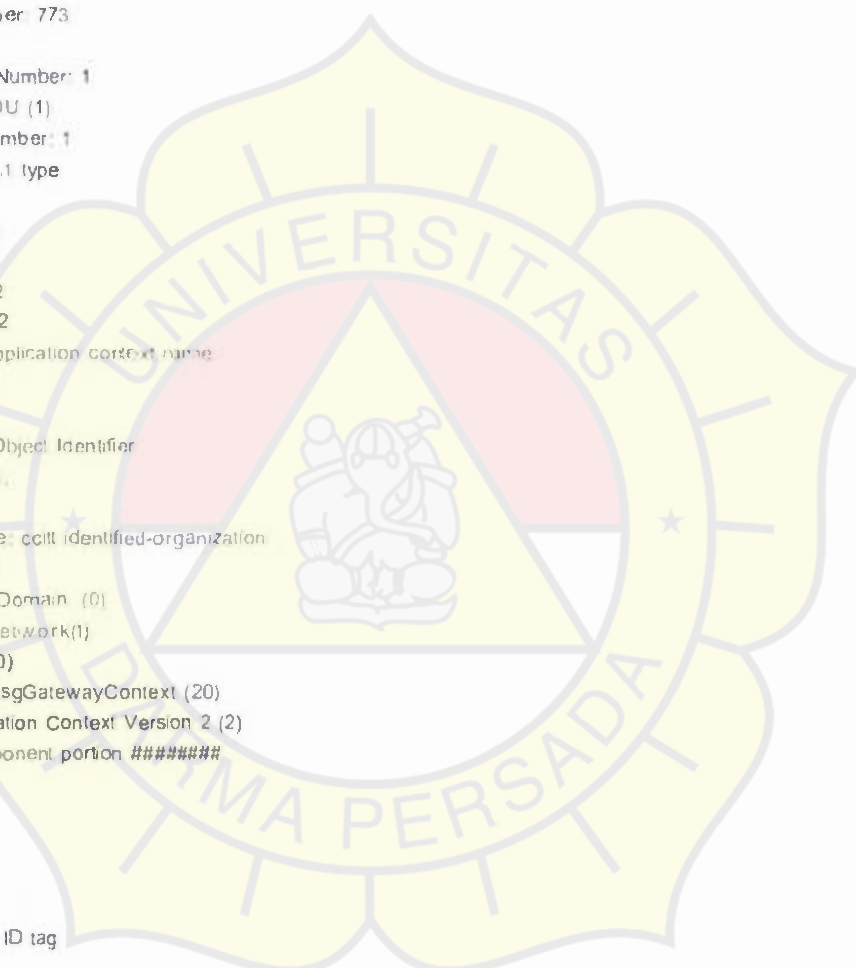 er 773
Number: 1
DU (1)
mber: 1
.1 type
2
2
pplication context name
Object Identifier
e: ccitt identified-organization
Domain (0)
etwork(1)
0)
sgGatewayContext (20)
ation Context Version 2 (2)
ponent portion ########
ID tag
UNIVERSITAS
DARMA PERSADA